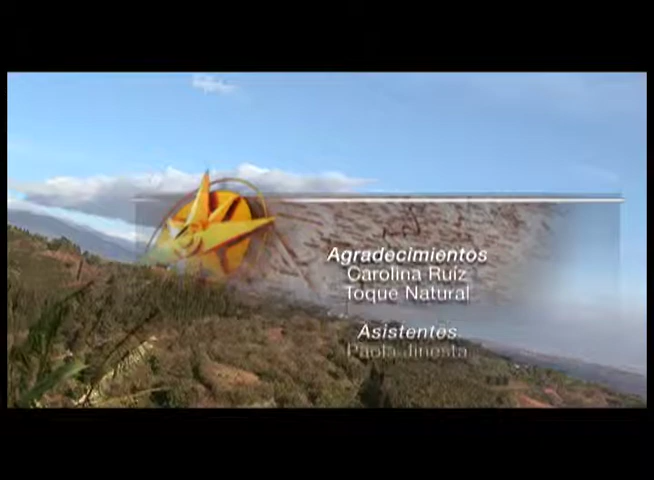 Agradecimientos
Carolina Ruiz
Toque Natural
Asistentes
Paola Jinesta